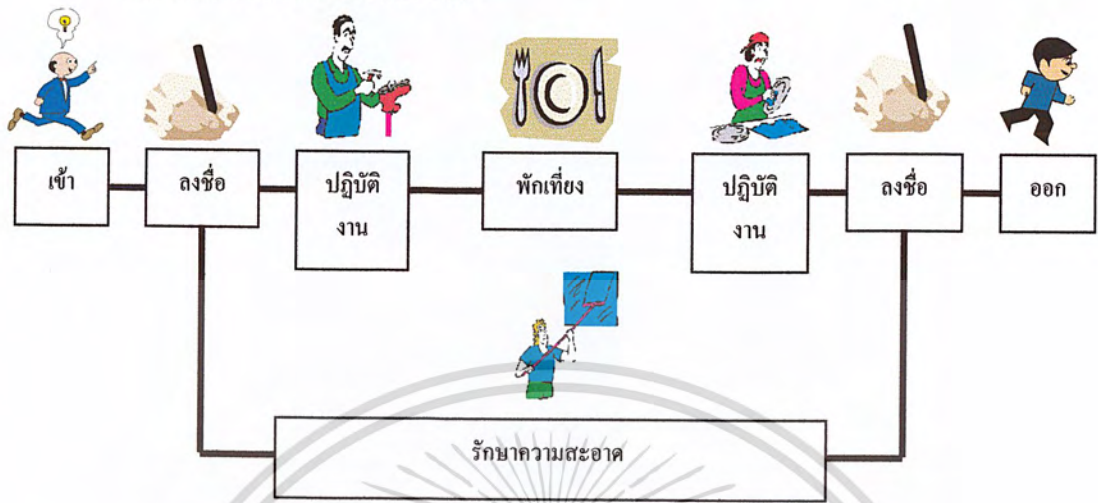 เข้า
ลงชื่อ
ปฏิบัติ
งาน
พักเที่ยง
ปฏิบัติ
งาน
ลงชื่อ
ออก
รักษาความสะอาด